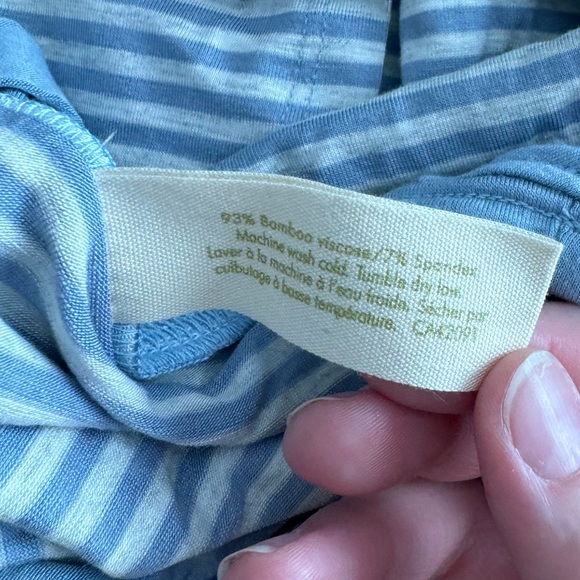 93% Bamboo viscose/7% Spandex
Machine wash cold. Tumble dry low.
Laver à la machine à l'eau froide. Sécher par
culbutage à basse température. CA42091